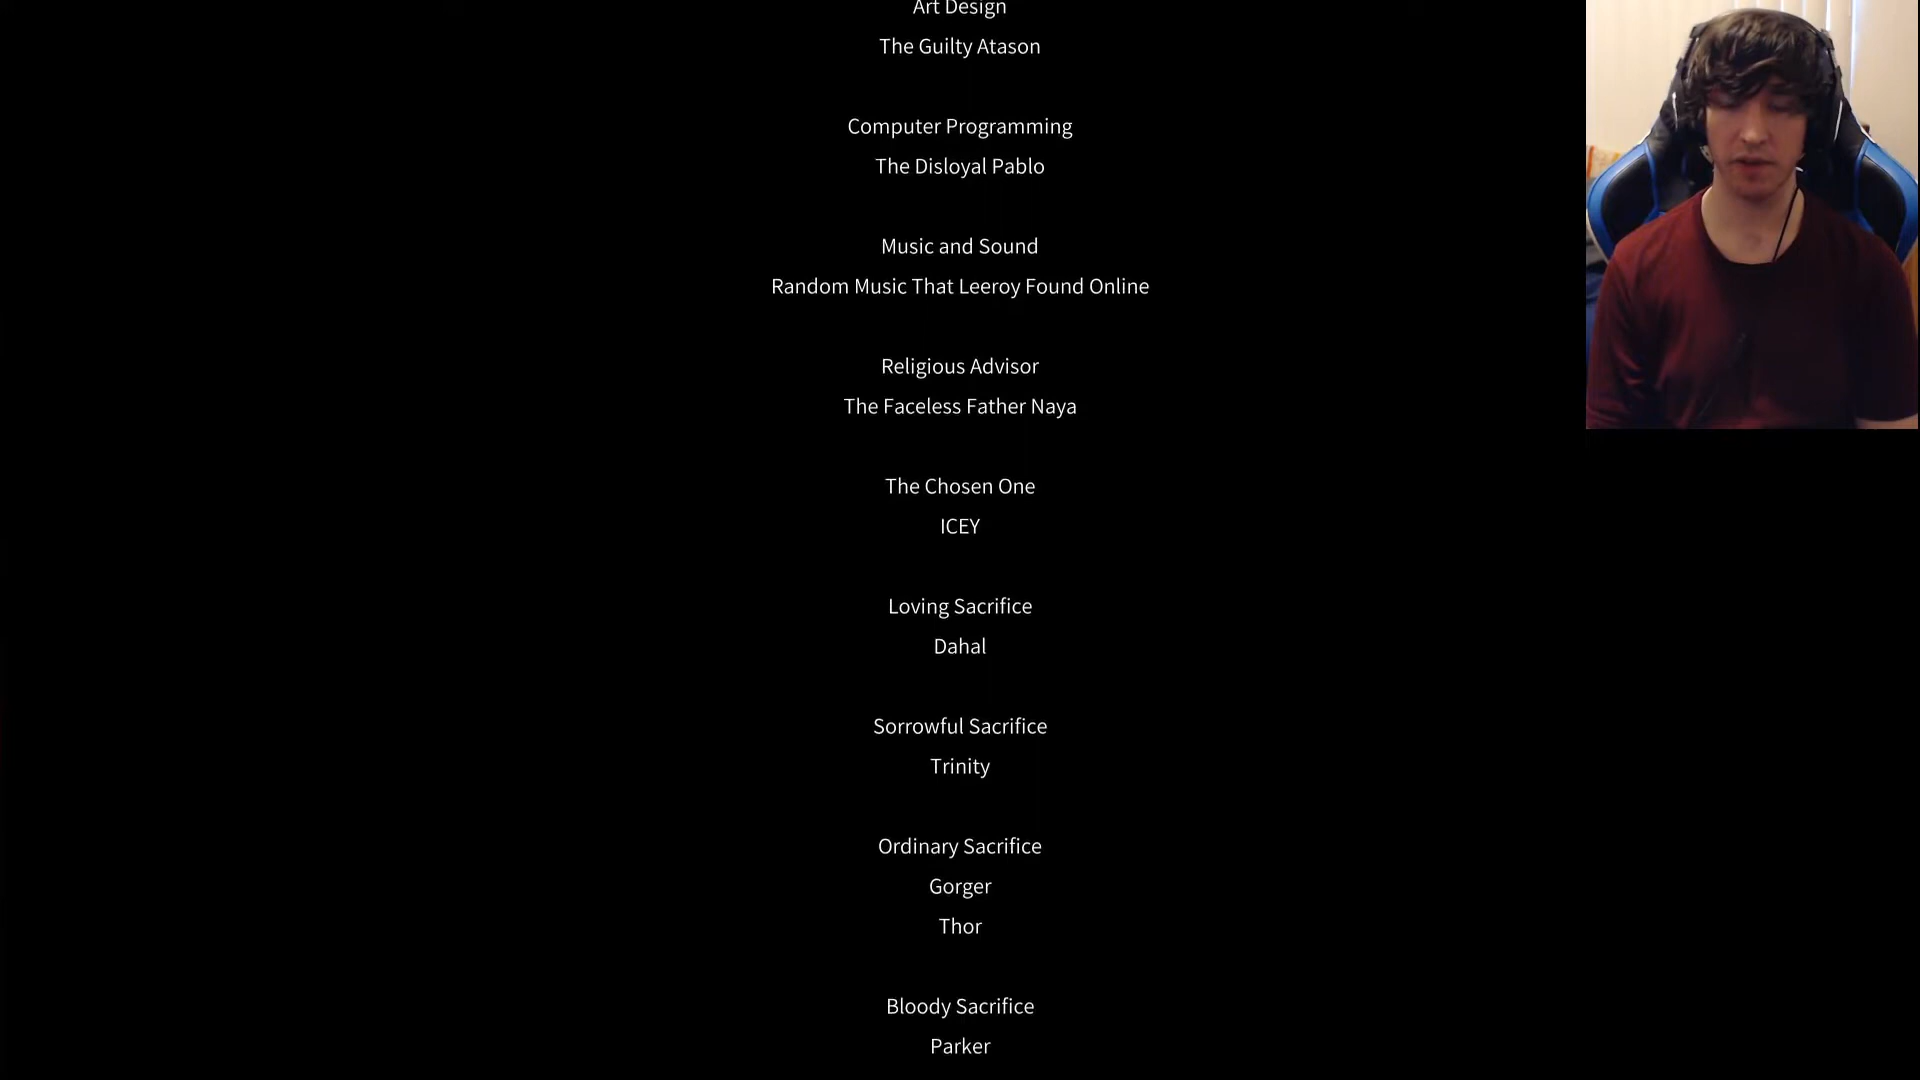 Art Design
The Guilty Atason
Computer Programming
The Disloyal Pablo
Music and Sound
Random Music That Leeroy Found Online
Religious Advisor
The Faceless Father Naya
The Chosen One
ICEY
Loving Sacrifice
Dahal
Sorrowful Sacrifice
Trinity
Ordinary Sacrifice
Gorger
Thor
Bloody Sacrifice
Parker